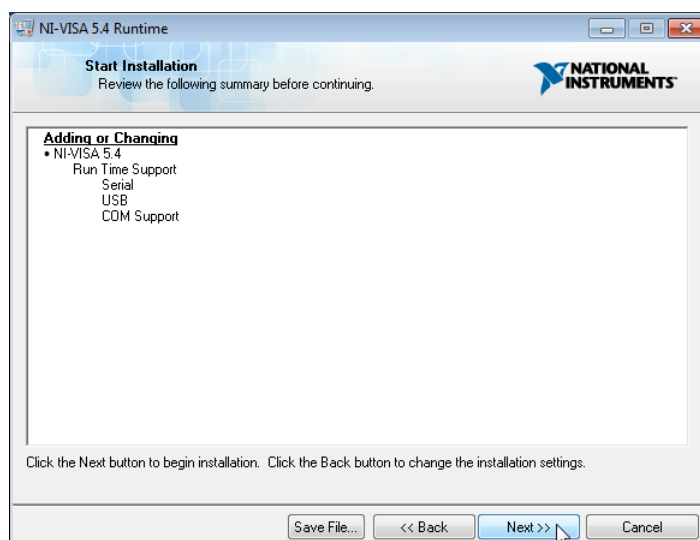 NI-VISA 5.4 Runtime
Start Installation
Review the following summary before continuing.
NATIONAL
INSTRUMENTS™
Adding or Changing
• NI-VISA 5.4
Run Time Support
Serial
USB
COM Support
Click the Next button to begin installation.  Click the Back button to change the installation settings.
Save File...
<< Back
Next >>
Cancel